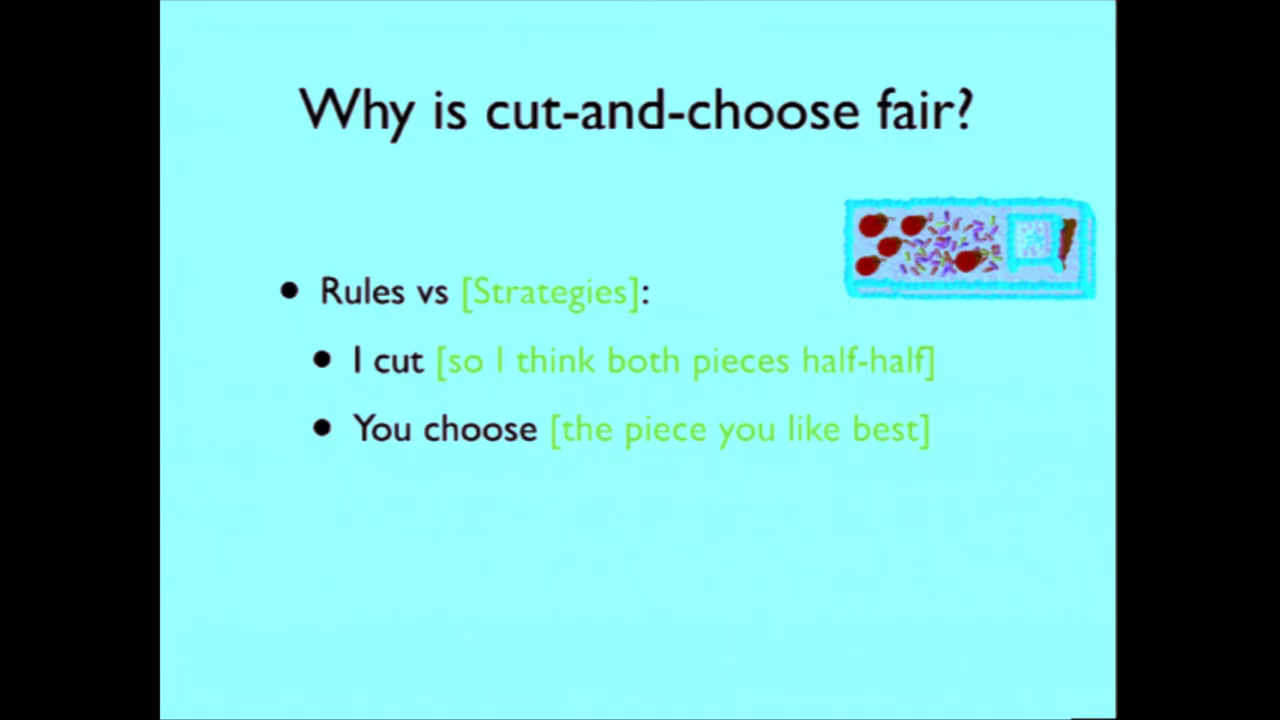 Why is cut-and-choose fair?
• Rules vs [Strategies]:
• I cut [so I think both pieces half-half]
• You choose [the piece you like best]